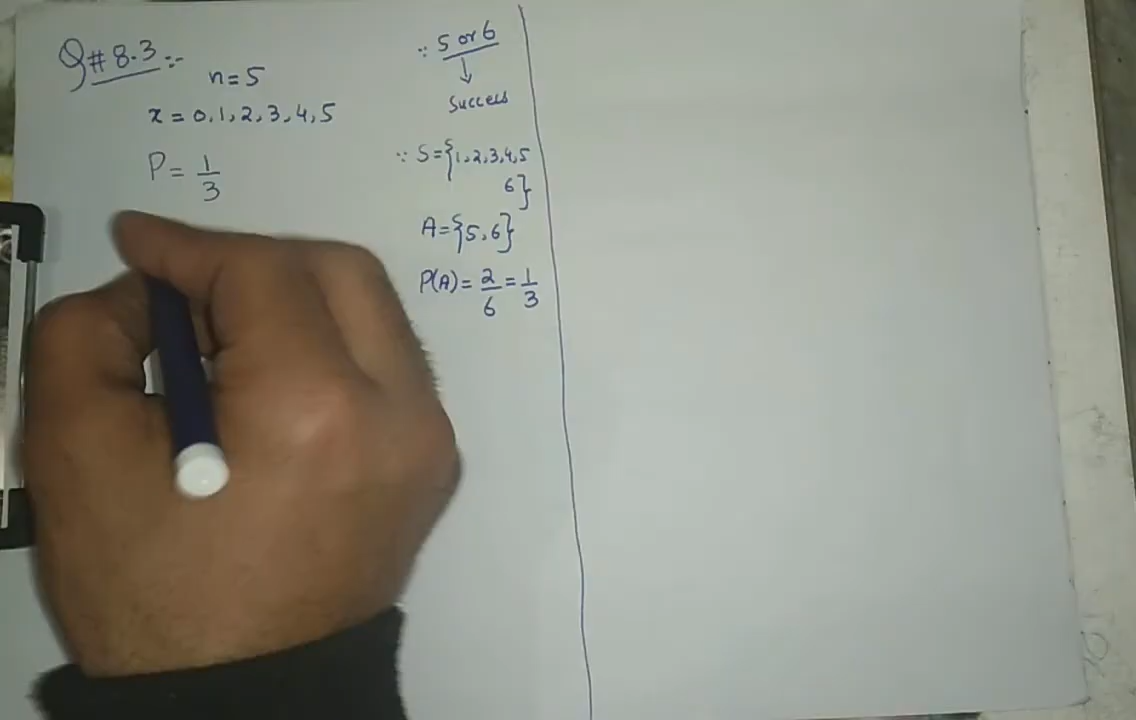 Q# 8.3 :-
n=5
x = 0,1,2,3,4,5
P = 1/3
∵ 5 or 6
↓
Success
∵ S={1,2,3,4,5
6}
A={5,6}
P(A)= 2/6 = 1/3